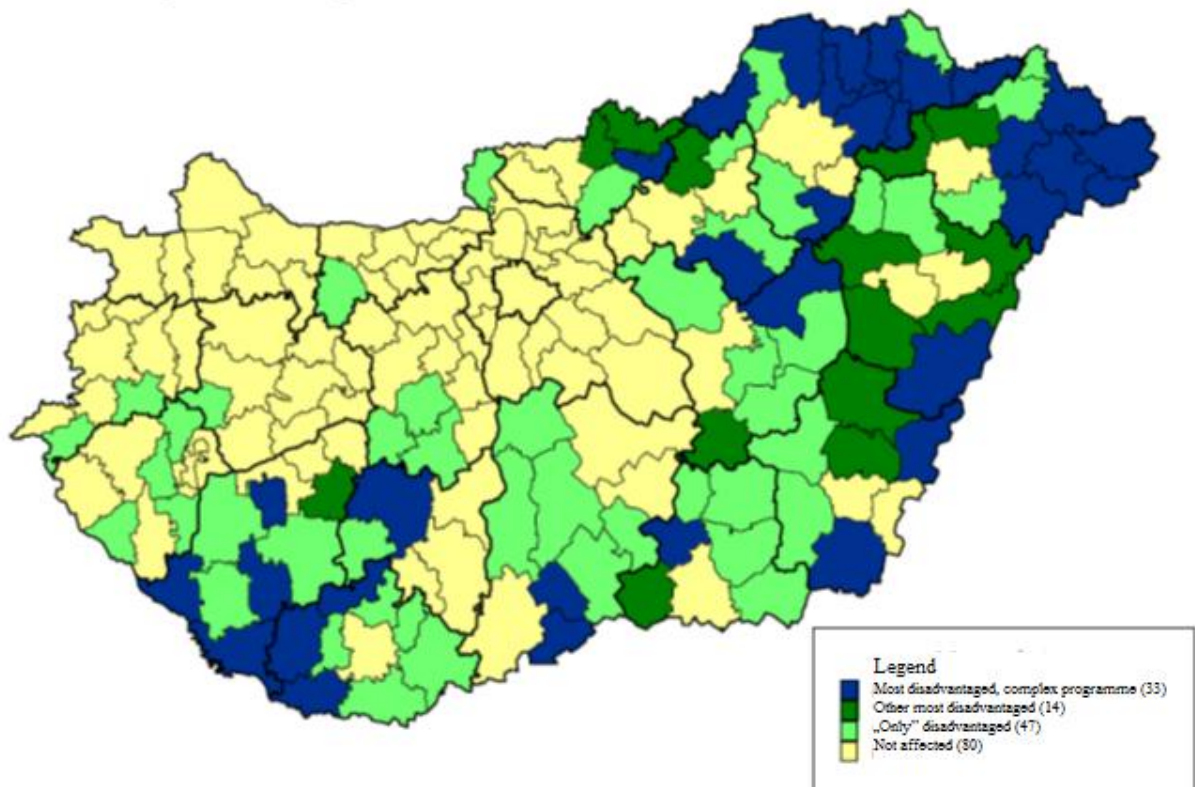 Legend
Most disadvantaged, complex programme (33)
Other most disadvantaged (14)
„Only” disadvantaged (47)
Not affected (80)